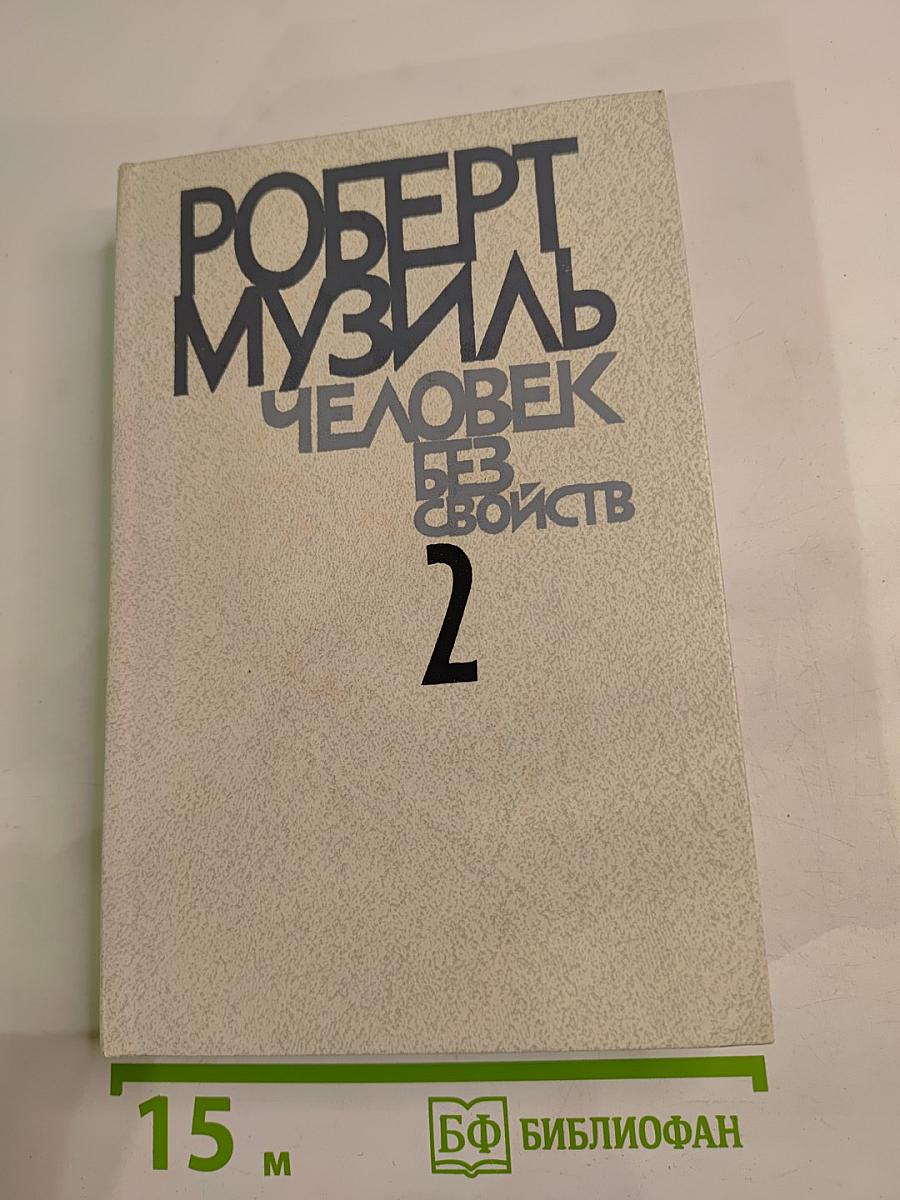 РОБЕРТ
МУЗИЛЬ
ЧЕЛОВЕК
БЕЗ
СВОЙСТВ
2
15 м
БФ БИБЛИОФАН